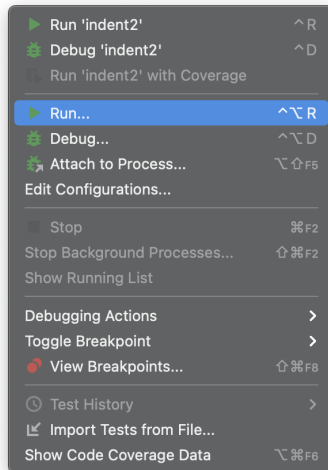 Run 'indent2' ^ R
Debug 'indent2' ^ D
Run 'indent2' with Coverage
Run... ^⌥ R
Debug... ^⌥ D
Attach to Process... ⌥⇧F5
Edit Configurations...
Stop ⌘F2
Stop Background Processes... ⇧⌘F2
Show Running List
Debugging Actions
Toggle Breakpoint
View Breakpoints... ⇧⌘F8
Test History
Import Tests from File...
Show Code Coverage Data ⌥⌘F6